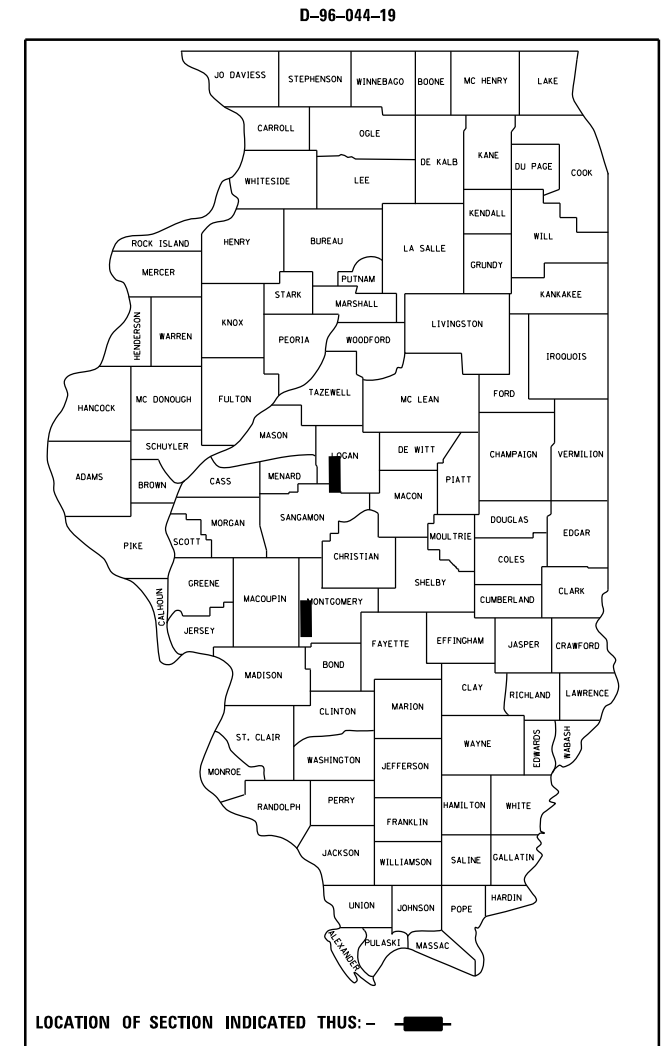 D-96-044-19
JO DAVIESS STEPHENSON WINNEBAGO BOONE MC HENRY LAKE
CARROLL OGLE
DE KALB KANE DU PAGE COOK
WHITESIDE LEE
KENDALL
ROCK ISLAND HENRY BUREAU LA SALLE WILL
MERCER PUTNAM GRUNDY
STARK MARSHALL KANKAKEE
HENDERSON WARREN KNOX PEORIA WOODFORD LIVINGSTON
IROQUOIS
HANCOCK MC DONOUGH FULTON TAZEWELL MC LEAN FORD
MASON
SCHUYLER LOGAN DE WITT CHAMPAIGN VERMILION
ADAMS BROWN CASS MENARD PIATT
MACON
MORGAN SANGAMON DOUGLAS
PIKE SCOTT MOULTRIE EDGAR
CHRISTIAN COLES
GREENE SHELBY
CALHOUN MACOUPIN MONTGOMERY CUMBERLAND CLARK
JERSEY FAYETTE EFFINGHAM JASPER CRAWFORD
BOND
MADISON CLAY RICHLAND LAWRENCE
CLINTON MARION
ST. CLAIR WAYNE EDWARDS WABASH
WASHINGTON JEFFERSON
MONROE
RANDOLPH PERRY HAMILTON WHITE
FRANKLIN
JACKSON WILLIAMSON SALINE GALLATIN
UNION JOHNSON POPE HARDIN
ALEXANDER PULASKI MASSAC
LOCATION OF SECTION INDICATED THUS: -